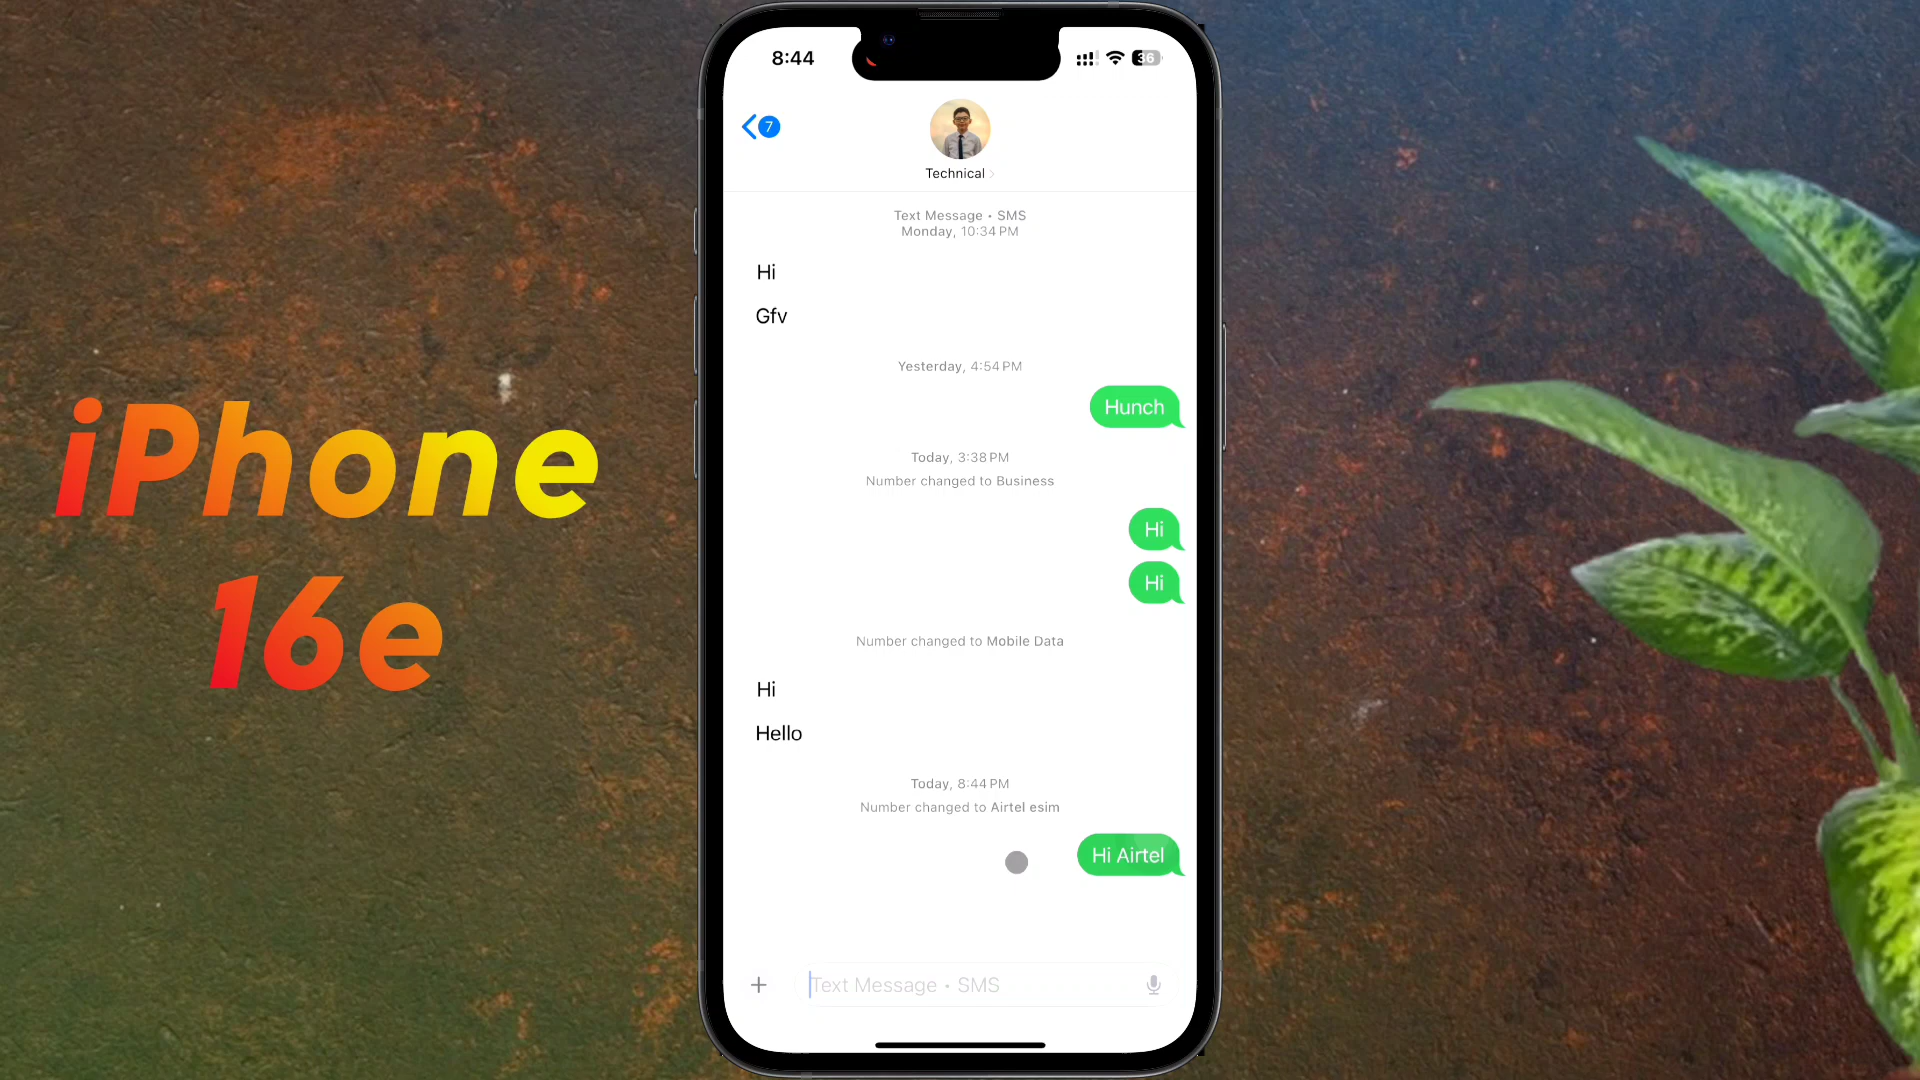 iPhone
16e
8:44
36
7
Technical
Text Message • SMS
Monday, 10:34 PM
Hi
Gfv
Yesterday, 4:54 PM
Hunch
Today, 3:38 PM
Number changed to Business
Hi
Hi
Number changed to Mobile Data
Hi
Hello
Today, 8:44 PM
Number changed to Airtel esim
Hi Airtel
Text Message • SMS